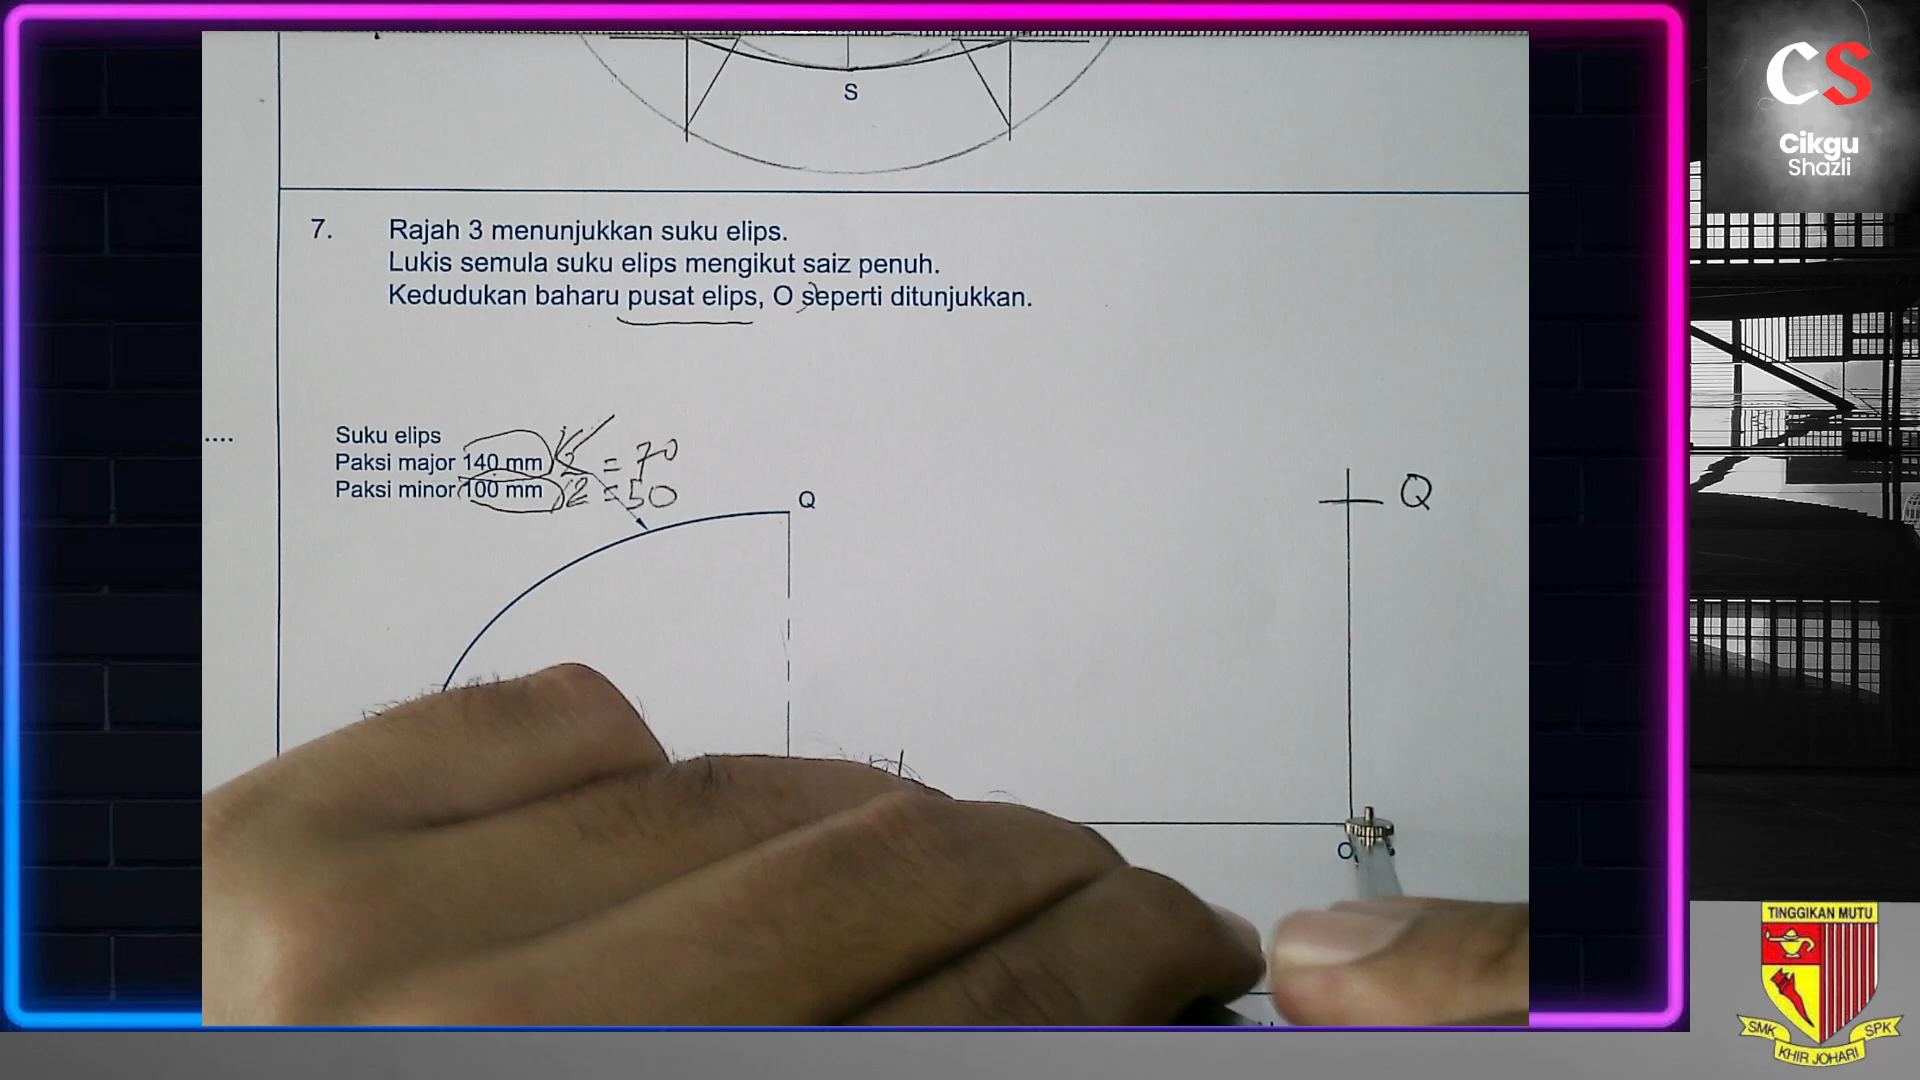 S
7. Rajah 3 menunjukkan suku elips.
Lukis semula suku elips mengikut saiz penuh.
Kedudukan baharu pusat elips, O seperti ditunjukkan.
....
Suku elips
Paksi major 140 mm /2 = 70
Paksi minor 100 mm /2 = 50
Q
Q
O
CS
Cikgu
Shazli
TINGGIKAN MUTU
SMK
KHIR JOHARI
SPK